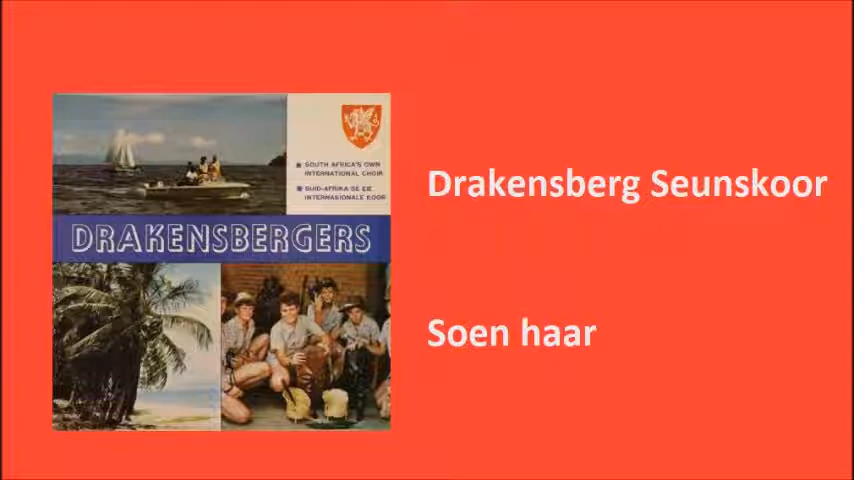 SOUTH AFRICA'S OWN
INTERNATIONAL CHOIR
SUID-AFRIKA SE EIE
INTERNASIONALE KOOR
DRAKENSBERGERS
Drakensberg Seunskoor
Soen haar